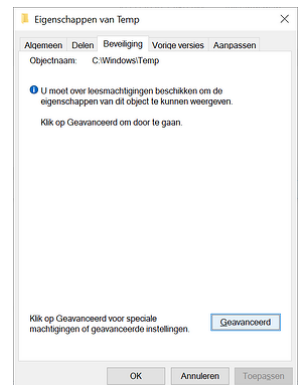 Eigenschappen van Temp
Algemeen Delen Beveiliging Vorige versies Aanpassen
Objectnaam: C:\Windows\Temp
U moet over leesmachtigingen beschikken om de
eigenschappen van dit object te kunnen weergeven.
Klik op Geavanceerd om door te gaan.
Klik op Geavanceerd voor speciale
machtigingen of geavanceerde instellingen.
Geavanceerd
OK Annuleren Toepassen